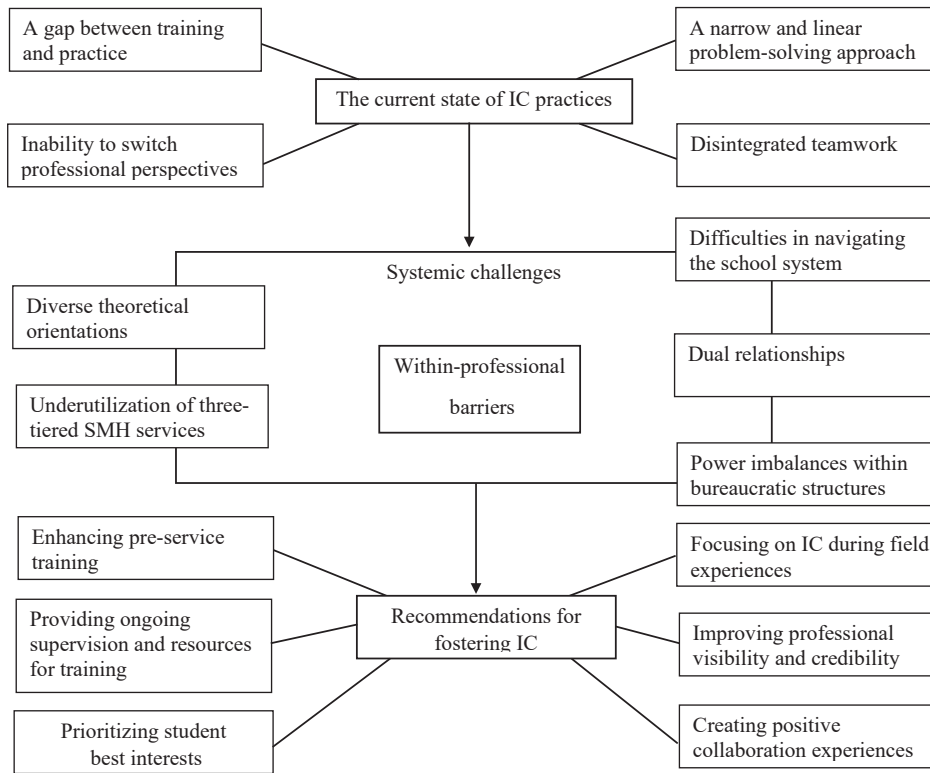 A gap between training
and practice
A narrow and linear
problem-solving approach
The current state of IC practices
Inability to switch
professional perspectives
Disintegrated teamwork
Difficulties in navigating
the school system
Systemic challenges
Diverse theoretical
orientations
Within-professional
barriers
Dual relationships
Underutilization of three-
tiered SMH services
Power imbalances within
bureaucratic structures
Enhancing pre-service
training
Focusing on IC during field
experiences
Recommendations for
fostering IC
Providing ongoing
supervision and resources
for training
Improving professional
visibility and credibility
Prioritizing student
best interests
Creating positive
collaboration experiences